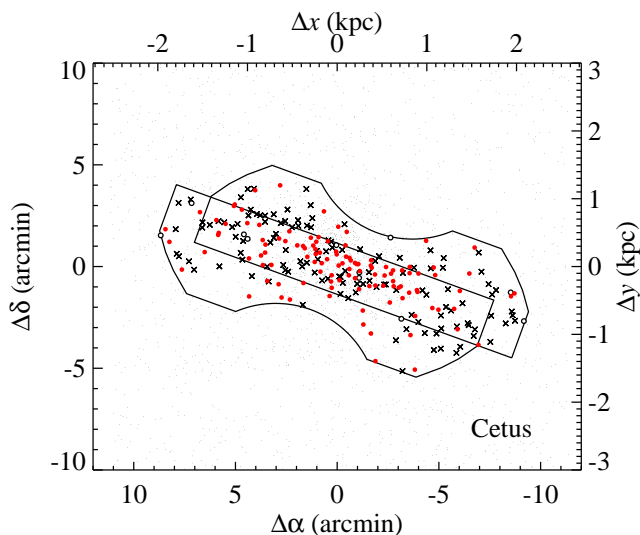 Δx (kpc)
-2 -1 0 1 2
10 5 0 -5 -10
Δδ (arcmin)
3 2 1 0 -1 -2 -3
Δy (kpc)
Cetus
10 5 0 -5 -10
Δα (arcmin)